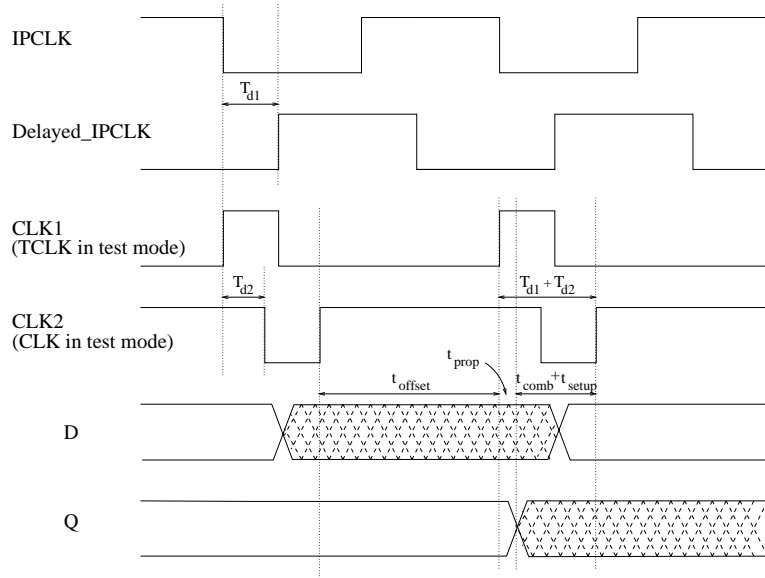 IPCLK
T_d1
Delayed_IPCLK
CLK1
(TCLK in test mode)
T_d2
T_d1 + T_d2
CLK2
(CLK in test mode)
t_prop
t_offset
t_comb + t_setup
D
Q